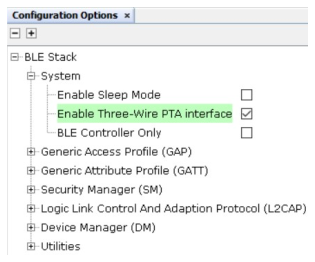 Configuration Options ×
BLE Stack
System
Enable Sleep Mode
Enable Three-Wire PTA interface
BLE Controller Only
Generic Access Profile (GAP)
Generic Attribute Profile (GATT)
Security Manager (SM)
Logic Link Control And Adaption Protocol (L2CAP)
Device Manager (DM)
Utilities